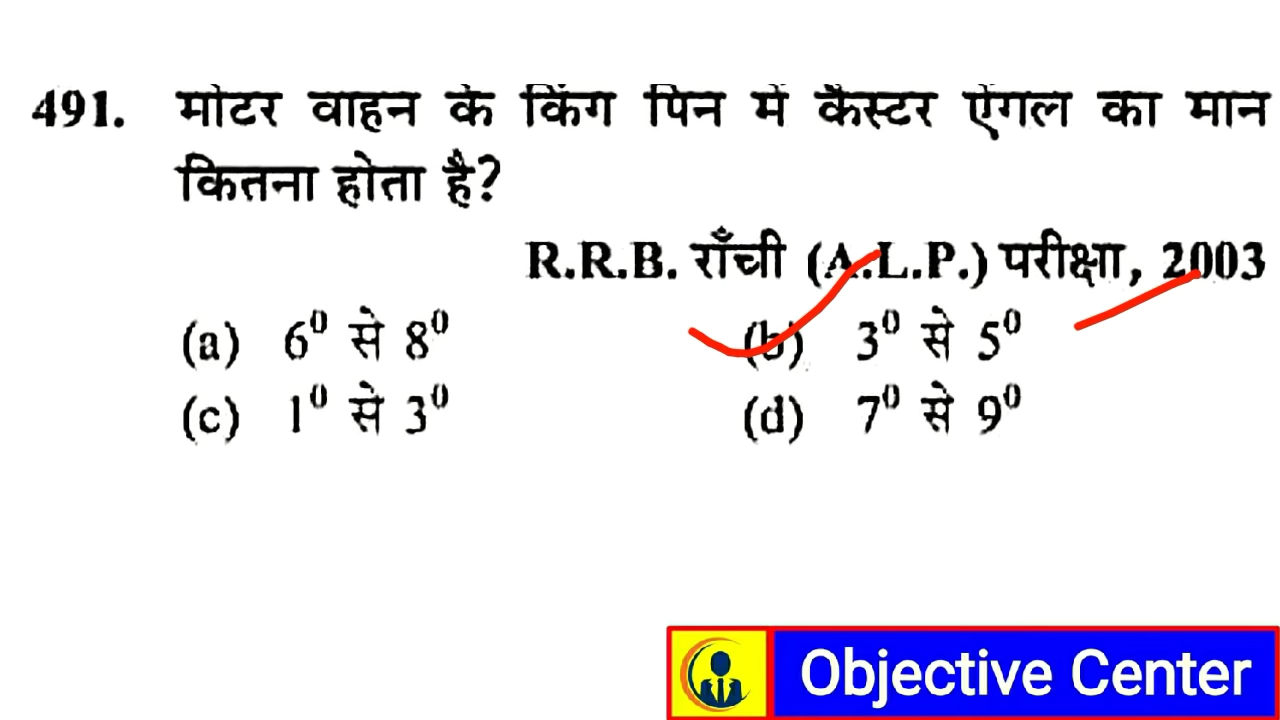 491. मोटर वाहन के किंग पिन में कैस्टर ऐंगल का मान
कितना होता है?
R.R.B. राँची (A.L.P.) परीक्षा, 2003
(a) 6⁰ से 8⁰ (b) 3⁰ से 5⁰
(c) 1⁰ से 3⁰ (d) 7⁰ से 9⁰
Objective Center